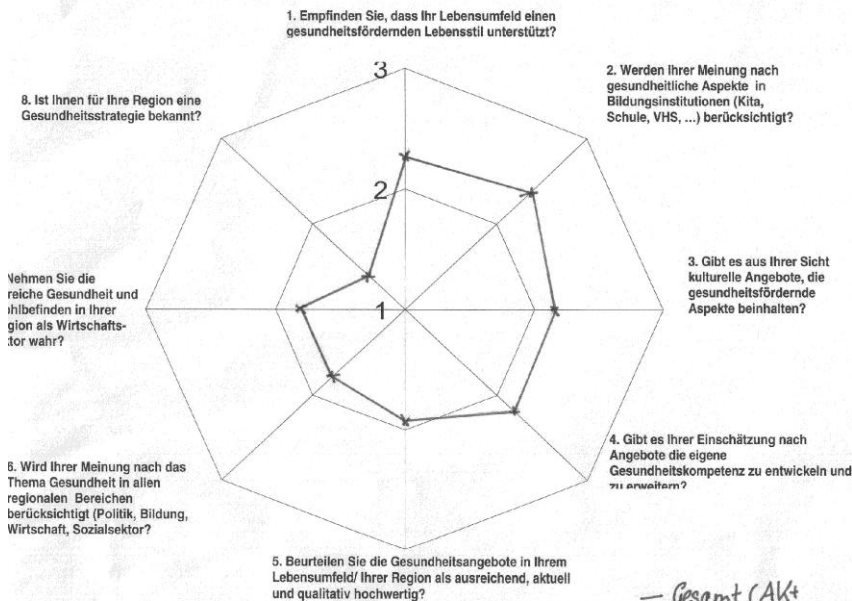 1. Empfinden Sie, dass Ihr Lebensumfeld einen
gesundheitsfördernden Lebensstil unterstützt?
3
2
1
2. Werden Ihrer Meinung nach
gesundheitliche Aspekte in
Bildungsinstitutionen (Kita,
Schule, VHS, ...) berücksichtigt?
3. Gibt es aus Ihrer Sicht
kulturelle Angebote, die
gesundheitsfördernde
Aspekte beinhalten?
4. Gibt es Ihrer Einschätzung nach
Angebote die eigene
Gesundheitskompetenz zu entwickeln und
zu erweitern?
5. Beurteilen Sie die Gesundheitsangebote in Ihrem
Lebensumfeld/ Ihrer Region als ausreichend, aktuell
und qualitativ hochwertig?
6. Wird Ihrer Meinung nach das
Thema Gesundheit in allen
regionalen Bereichen
berücksichtigt (Politik, Bildung,
Wirtschaft, Sozialsektor?
Nehmen Sie die
reiche Gesundheit und
ohlbefinden in Ihrer
gion als Wirtschafts-
tor wahr?
8. Ist Ihnen für Ihre Region eine
Gesundheitsstrategie bekannt?
— Gesamt (AK+